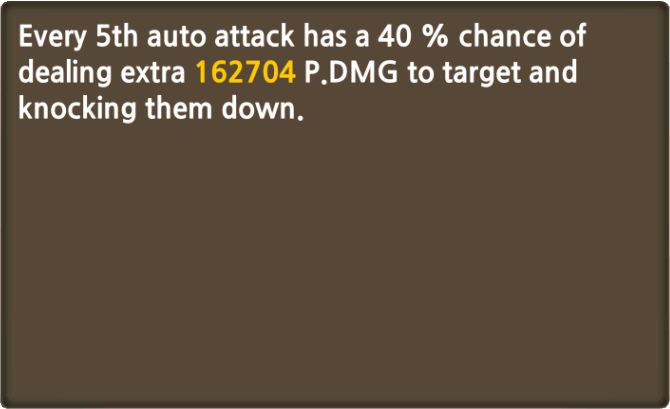 Every 5th auto attack has a 40 % chance of
dealing extra 162704 P.DMG to target and
knocking them down.